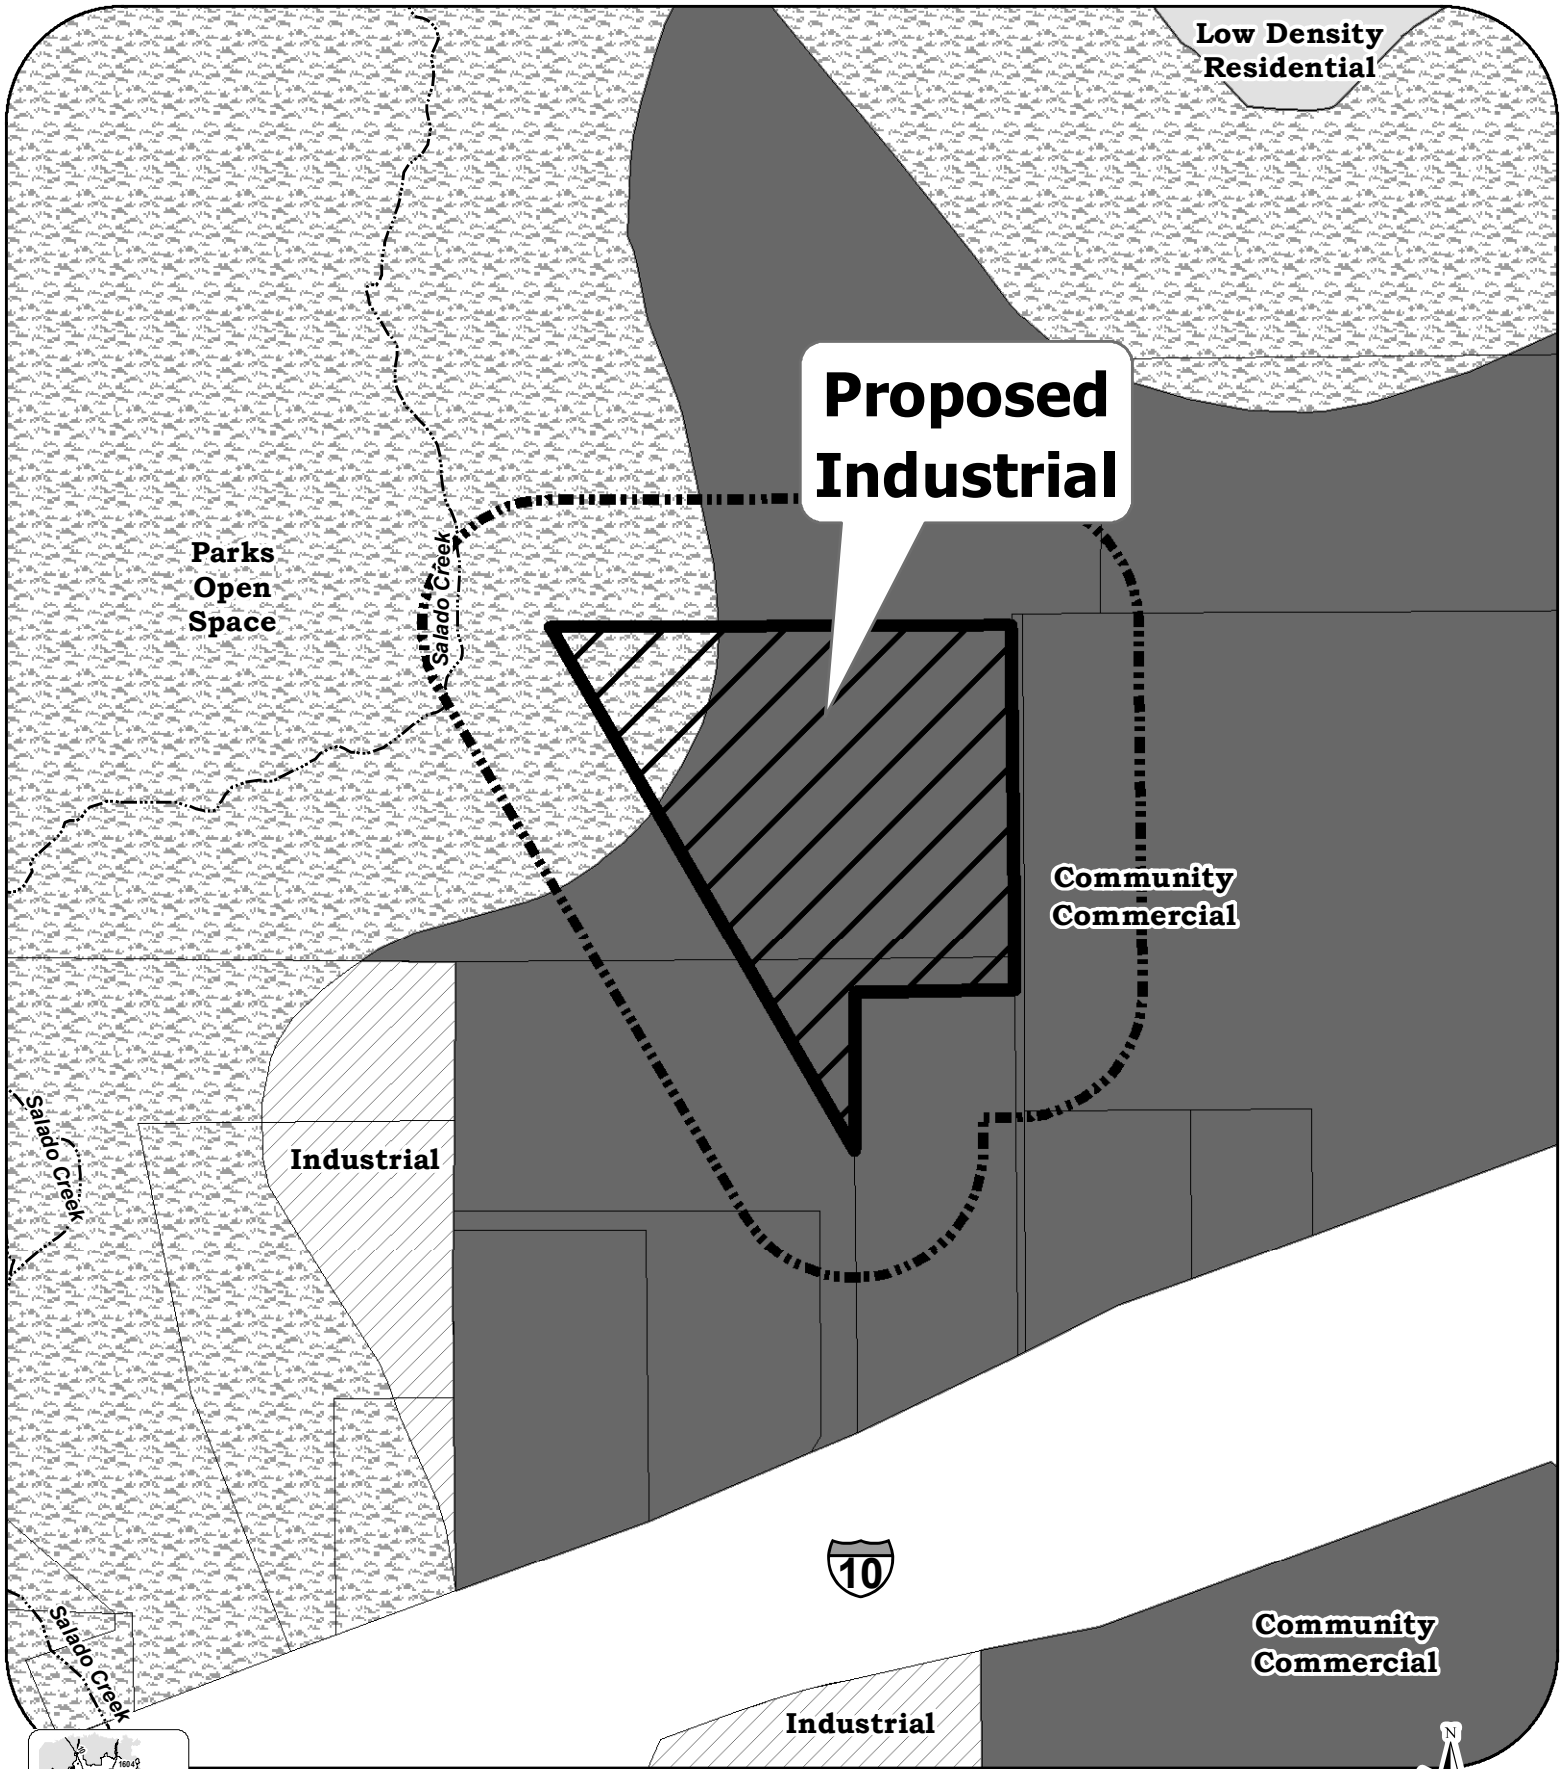 Low Density
Residential
Proposed
Industrial
Parks
Open
Space
Salado Creek
Community
Commercial
Industrial
Salado Creek
10
Community
Commercial
Salado Creek
Industrial
N
1604